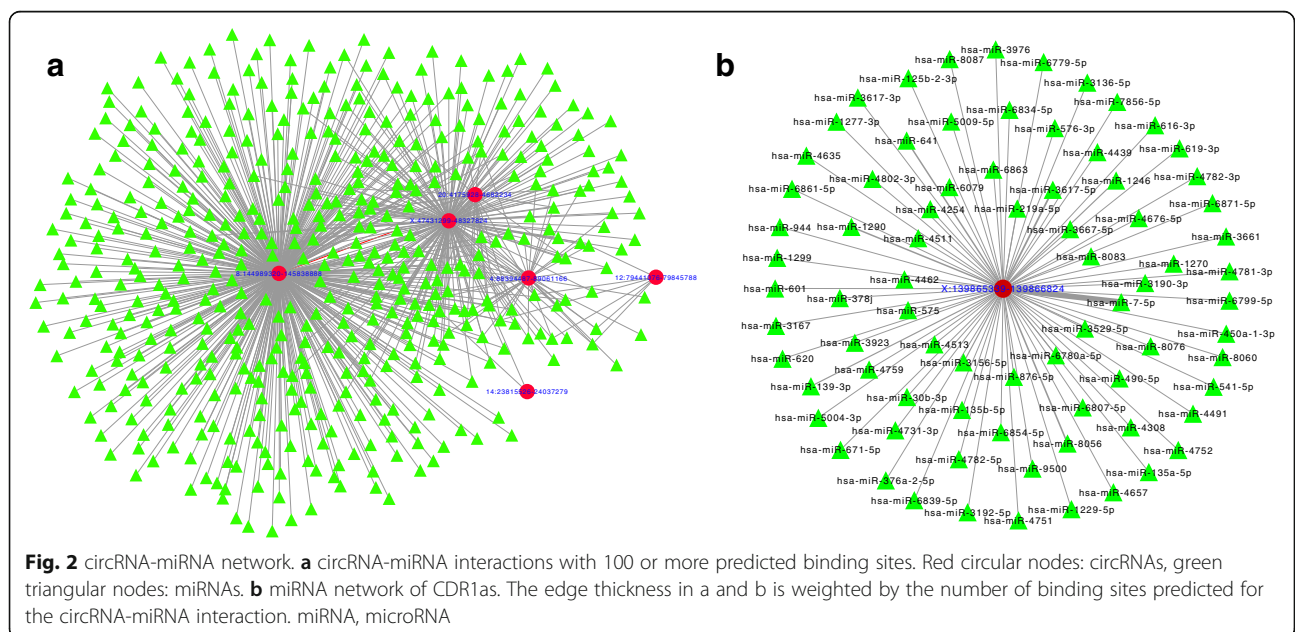 a
20:4175978-4682234
8:144989320-145838888
12:79441476-79845788
b
hsa-miR-3976
hsa-miR-8087
hsa-miR-6779-5p
hsa-miR-125b-2-3p
hsa-miR-3136-5p
hsa-miR-3617-3p
hsa-miR-7856-5p
hsa-miR-6834-5p
hsa-miR-1277-3p
hsa-miR-5009-5p
hsa-miR-576-3p
hsa-miR-616-3p
hsa-miR-641
hsa-miR-4439
hsa-miR-619-3p
hsa-miR-4635
hsa-miR-6863
hsa-miR-4802-3p
hsa-miR-1246
hsa-miR-4782-3p
hsa-miR-6861-5p
hsa-miR-6079
hsa-miR-3617-5p
hsa-miR-6871-5p
hsa-miR-4254
hsa-miR-219a-5p
hsa-miR-4676-5p
hsa-miR-944
hsa-miR-1290
hsa-miR-3667-5p
hsa-miR-4511
hsa-miR-3661
hsa-miR-1299
hsa-miR-8083
hsa-miR-1270
hsa-miR-4781-3p
hsa-miR-4462
hsa-miR-3190-3p
hsa-miR-601
hsa-miR-378j
hsa-miR-7-5p
hsa-miR-6799-5p
hsa-miR-575
hsa-miR-3167
hsa-miR-3529-5p
hsa-miR-450a-1-3p
hsa-miR-3923
hsa-miR-4513
hsa-miR-8076
hsa-miR-620
hsa-miR-6780a-5p
hsa-miR-8060
hsa-miR-4759
hsa-miR-3156-5p
hsa-miR-876-5p
hsa-miR-490-5p
hsa-miR-139-3p
hsa-miR-541-5p
hsa-miR-30b-3p
hsa-miR-135b-5p
hsa-miR-6807-5p
hsa-miR-5004-3p
hsa-miR-4491
hsa-miR-4731-3p
hsa-miR-6854-5p
hsa-miR-4308
hsa-miR-671-5p
hsa-miR-8056
hsa-miR-4752
hsa-miR-4782-5p
hsa-miR-9500
hsa-miR-135a-5p
hsa-miR-376a-2-5p
hsa-miR-4657
hsa-miR-6839-5p
hsa-miR-3192-5p
hsa-miR-1229-5p
hsa-miR-4751
Fig. 2 circRNA-miRNA network. a circRNA-miRNA interactions with 100 or more predicted binding sites. Red circular nodes: circRNAs, green
triangular nodes: miRNAs. b miRNA network of CDR1as. The edge thickness in a and b is weighted by the number of binding sites predicted for
the circRNA-miRNA interaction. miRNA, microRNA